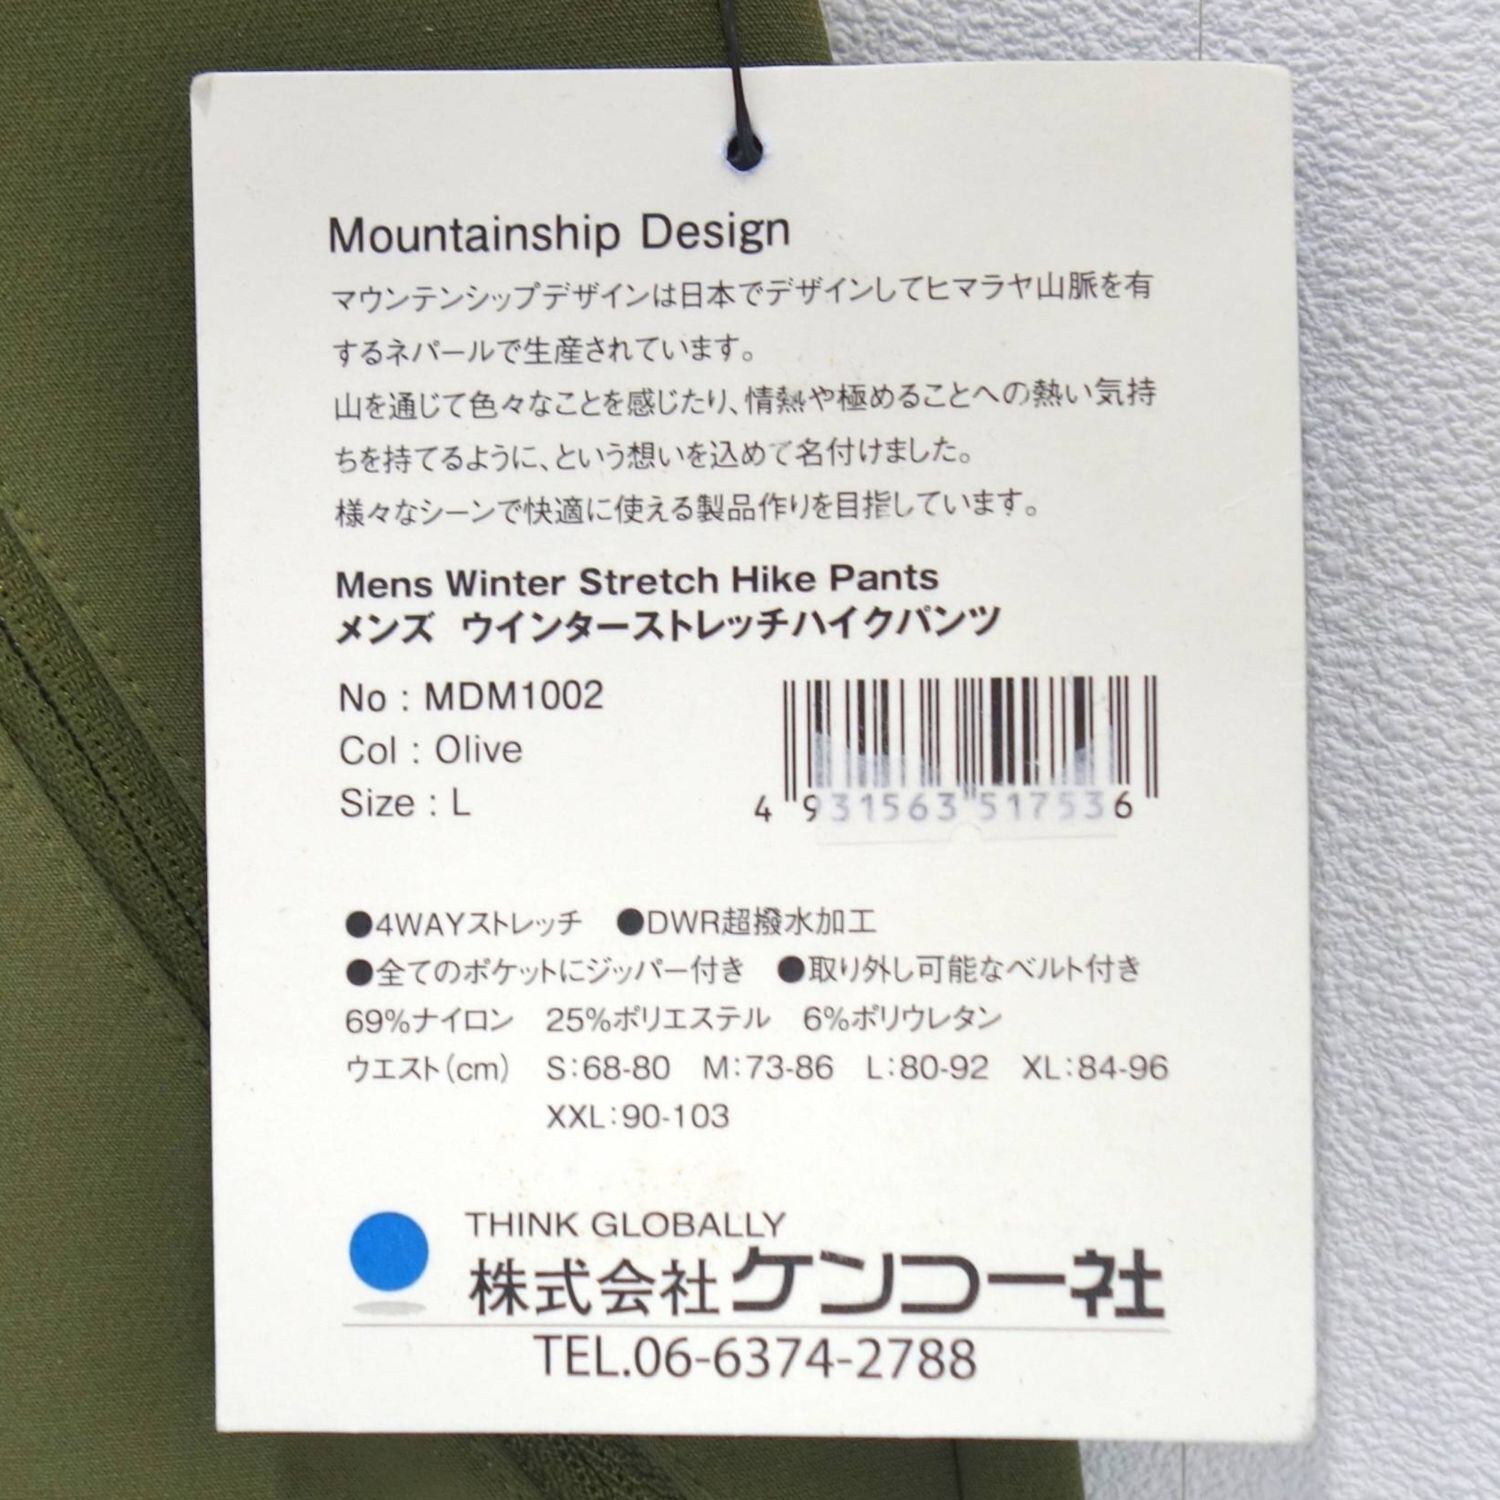 Mountainship Design
マウンテンシップデザインは日本でデザインしてヒマラヤ山脈を有
するネパールで生産されています。
山を通じて色々なことを感じたり、情熱や極めることへの熱い気持
ちを持てるように、という想いを込めて名付けました。
様々なシーンで快適に使える製品作りを目指しています。
Mens Winter Stretch Hike Pants
メンズ ウインターストレッチハイクパンツ
No : MDM1002
Col : Olive
Size : L
4 931563 517536
●4WAYストレッチ ●DWR超撥水加工
●全てのポケットにジッパー付き ●取り外し可能なベルト付き
69%ナイロン 25%ポリエステル 6%ポリウレタン
ウエスト(cm) S:68-80 M:73-86 L:80-92 XL:84-96
XXL:90-103
THINK GLOBALLY
株式会社ケンコー社
TEL.06-6374-2788